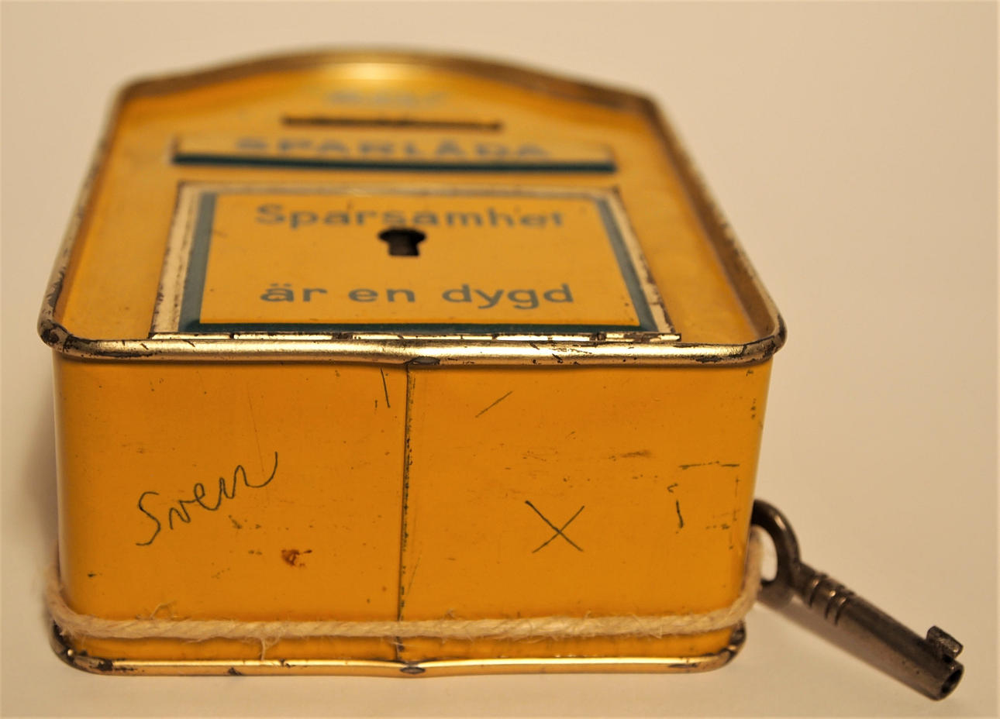 SPARLÅDA
Sparsamhet
är en dygd
Sven
X